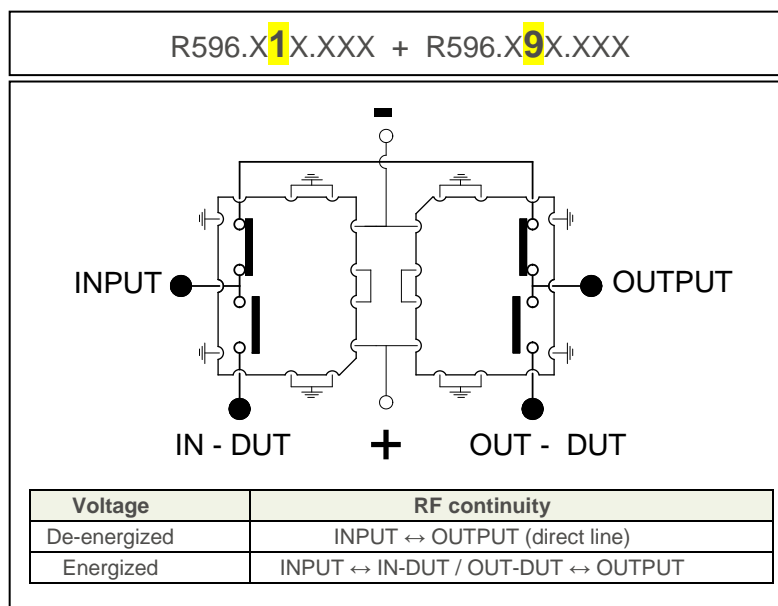 R596.X1X.XXX + R596.X9X.XXX
-
INPUT
OUTPUT
IN - DUT + OUT - DUT
Voltage RF continuity
De-energized INPUT ↔ OUTPUT (direct line)
Energized INPUT ↔ IN-DUT / OUT-DUT ↔ OUTPUT